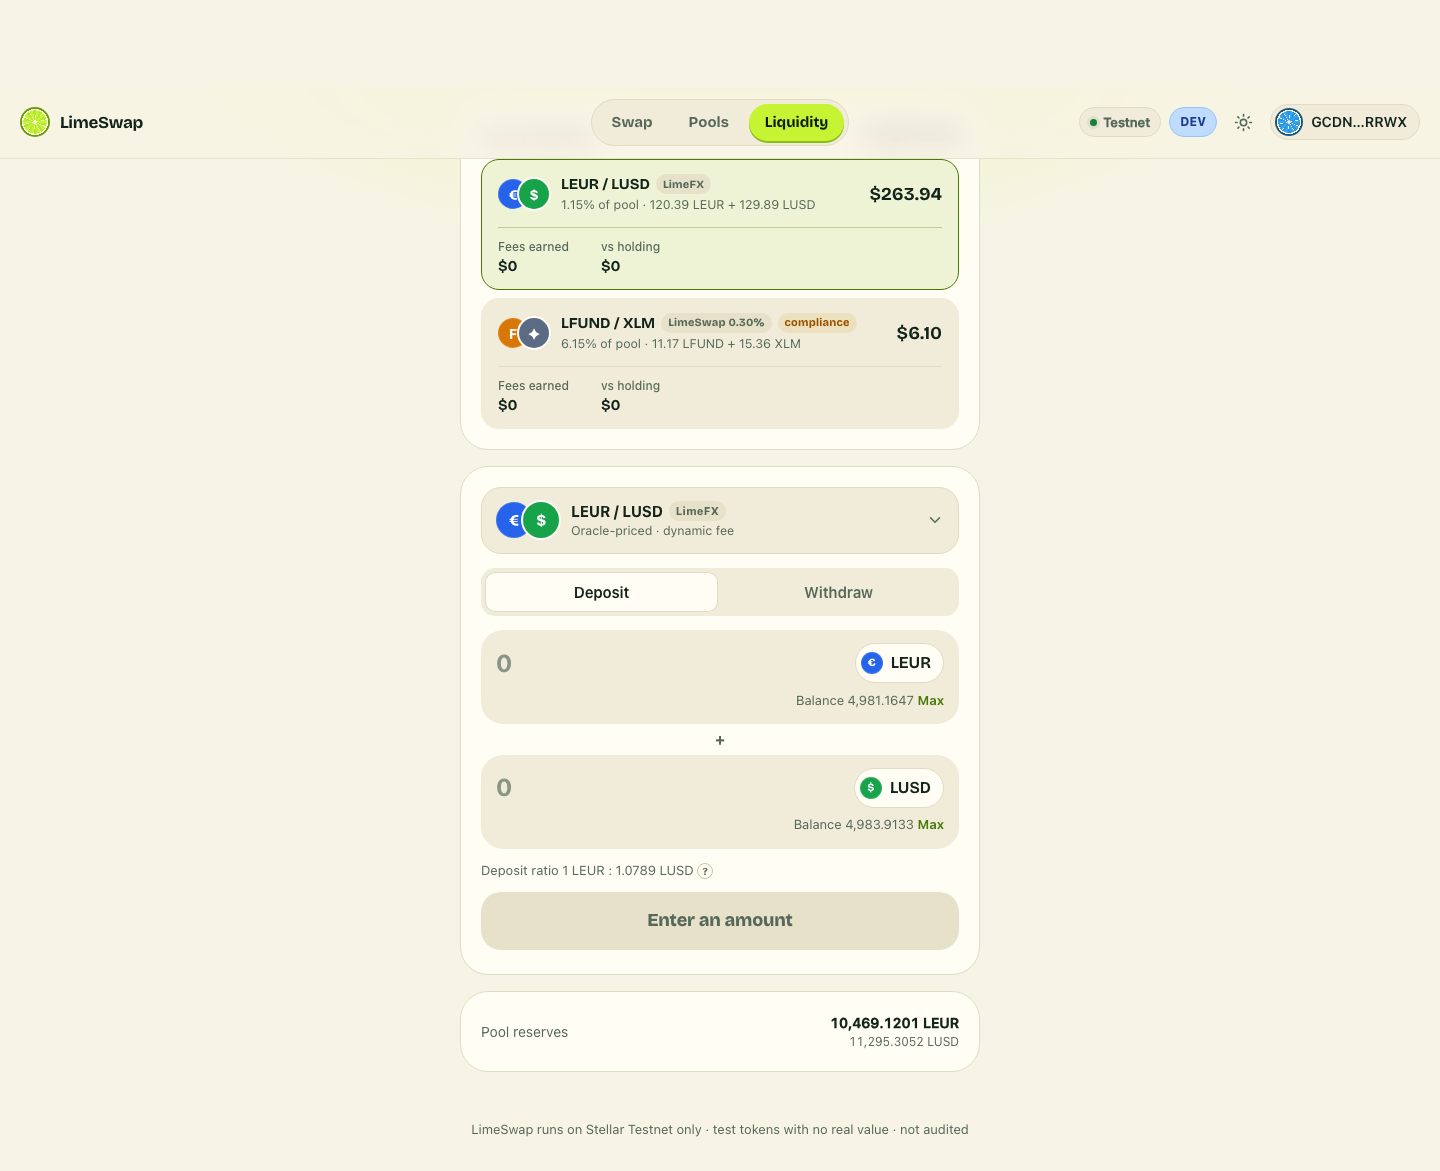 LimeSwap
Swap
Pools
Liquidity
Testnet
DEV
GCDN...RRWX
€ $
LEUR / LUSD LimeFX
1.15% of pool · 120.39 LEUR + 129.89 LUSD
$263.94
Fees earned vs holding
$0 $0
F ✦
LFUND / XLM LimeSwap 0.30% compliance
6.15% of pool · 11.17 LFUND + 15.36 XLM
$6.10
Fees earned vs holding
$0 $0
€ $
LEUR / LUSD LimeFX
Oracle-priced · dynamic fee
Deposit Withdraw
0 € LEUR
Balance 4,981.1647 Max
+
0 $ LUSD
Balance 4,983.9133 Max
Deposit ratio 1 LEUR : 1.0789 LUSD ?
Enter an amount
Pool reserves
10,469.1201 LEUR
11,295.3052 LUSD
LimeSwap runs on Stellar Testnet only · test tokens with no real value · not audited